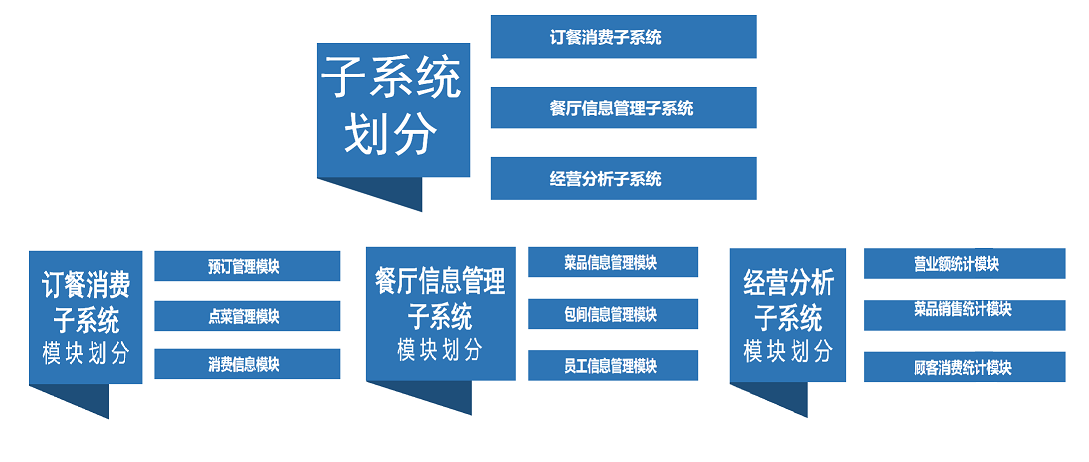 子系统
划分
订餐消费子系统
餐厅信息管理子系统
经营分析子系统
订餐消费
子系统
模块划分
预订管理模块
点菜管理模块
消费信息模块
餐厅信息管理
子系统
模块划分
菜品信息管理模块
包间信息管理模块
员工信息管理模块
经营分析
子系统
模块划分
营业额统计模块
菜品销售统计模块
顾客消费统计模块